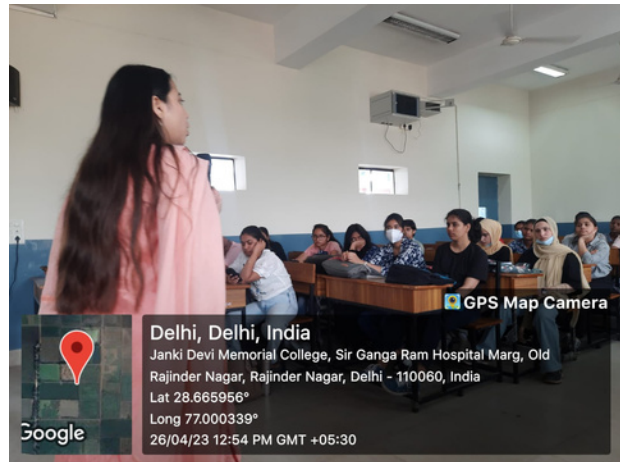 GPS Map Camera
Delhi, Delhi, India
Janki Devi Memorial College, Sir Ganga Ram Hospital Marg, Old
Rajinder Nagar, Rajinder Nagar, Delhi - 110060, India
Lat 28.665956°
Long 77.000339°
26/04/23 12:54 PM GMT +05:30
Google